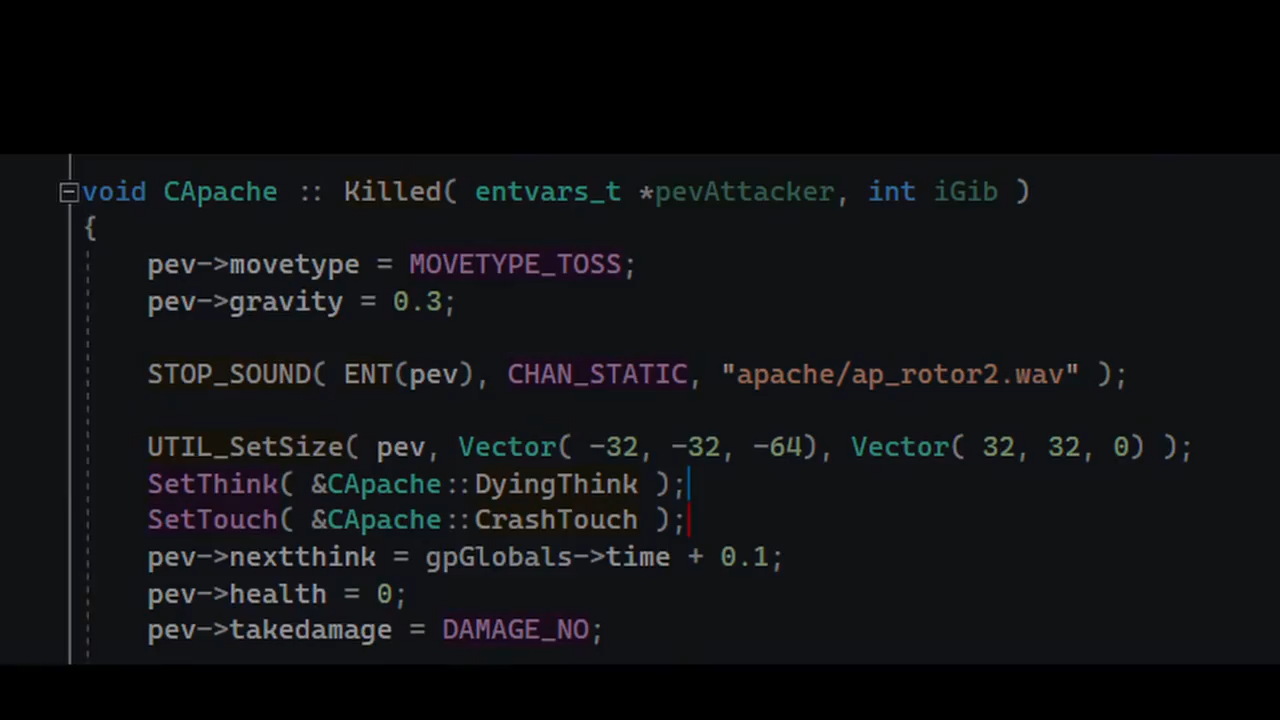 void CApache :: Killed( entvars_t *pevAttacker, int iGib )
{
pev->movetype = MOVETYPE_TOSS;
pev->gravity = 0.3;
STOP_SOUND( ENT(pev), CHAN_STATIC, "apache/ap_rotor2.wav" );
UTIL_SetSize( pev, Vector( -32, -32, -64), Vector( 32, 32, 0) );
SetThink( &CApache::DyingThink );
SetTouch( &CApache::CrashTouch );
pev->nextthink = gpGlobals->time + 0.1;
pev->health = 0;
pev->takedamage = DAMAGE_NO;